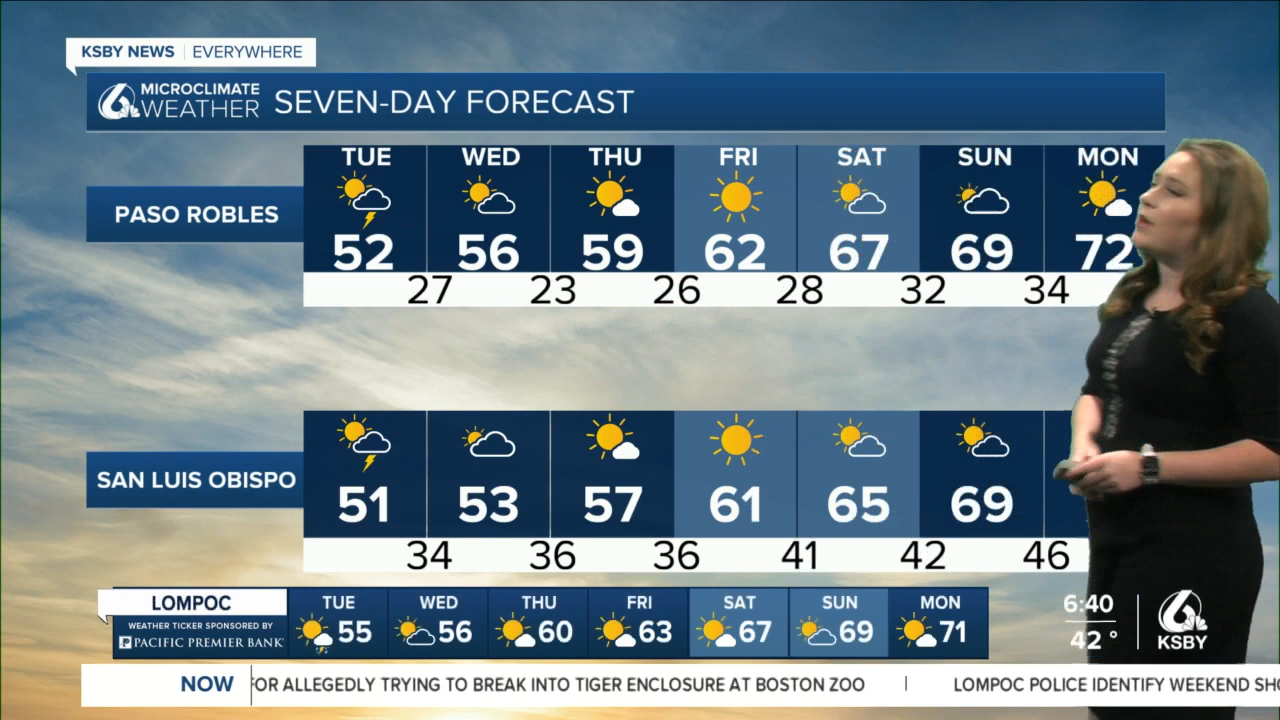 KSBY NEWS | EVERYWHERE
6 MICROCLIMATE WEATHER SEVEN-DAY FORECAST
TUE WED THU FRI SAT SUN MON
PASO ROBLES
52 56 59 62 67 69 72
27 23 26 28 32 34
SAN LUIS OBISPO
51 53 57 61 65 69
34 36 36 41 42 46
LOMPOC
WEATHER TICKER SPONSORED BY
PACIFIC PREMIER BANK
TUE WED THU FRI SAT SUN MON
55 56 60 63 67 69 71
6:40
42°
6
KSBY
NOW OR ALLEGEDLY TRYING TO BREAK INTO TIGER ENCLOSURE AT BOSTON ZOO | LOMPOC POLICE IDENTIFY WEEKEND SHO